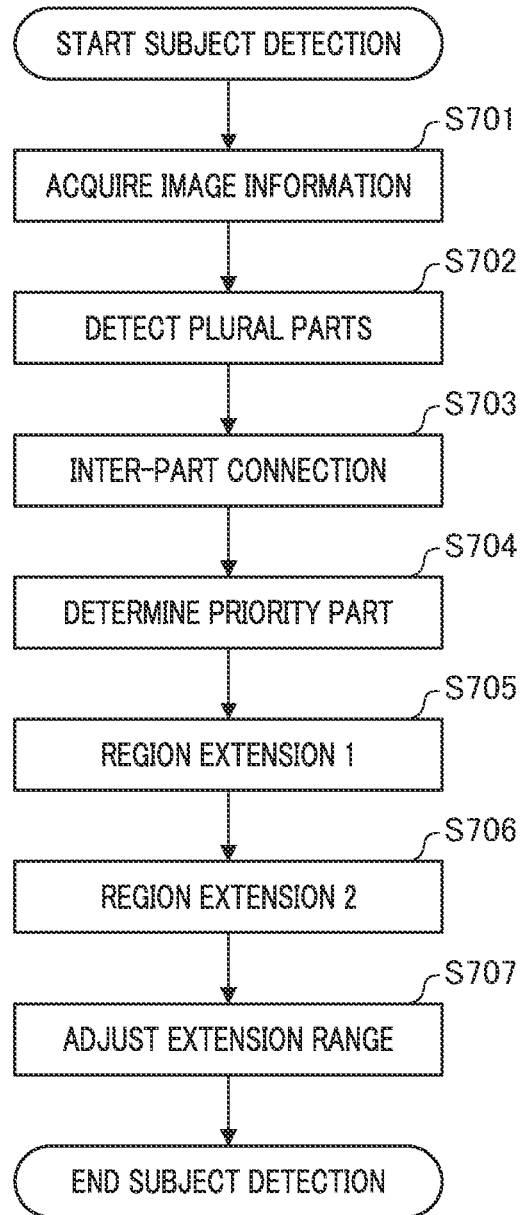 START SUBJECT DETECTION
S701
ACQUIRE IMAGE INFORMATION
S702
DETECT PLURAL PARTS
S703
INTER-PART CONNECTION
S704
DETERMINE PRIORITY PART
S705
REGION EXTENSION 1
S706
REGION EXTENSION 2
S707
ADJUST EXTENSION RANGE
END SUBJECT DETECTION